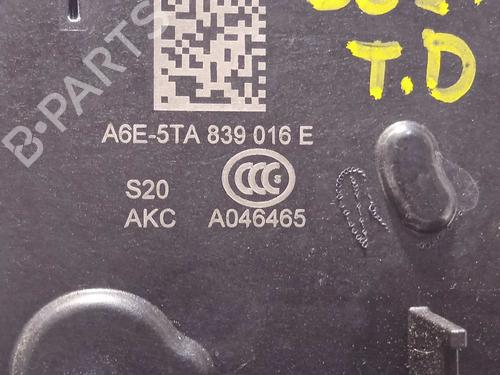 B-PARTS
T.D
A6E-5TA 839 016 E
CCC S
S20
AKC A046465